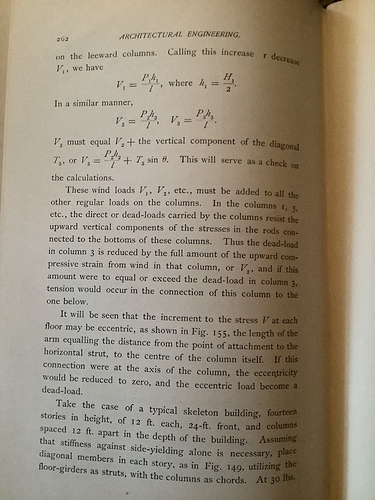 262 ARCHITECTURAL ENGINEERING.
on the leeward columns. Calling this increase r decrease
V₁, we have
V₁ = P₁h₁/l, where h₁ = H₁/2.
In a similar manner,
V₂ = P₂h₂/l, V₃ = P₃h₃/l.
V₃ must equal V₂ + the vertical component of the diagonal
T₃, or V₃ = P₂h₂/l + T₃ sin θ. This will serve as a check on
the calculations.
These wind loads V₁, V₂, etc., must be added to all the
other regular loads on the columns. In the columns 1, 3,
etc., the direct or dead-loads carried by the columns resist the
upward vertical components of the stresses in the rods con-
nected to the bottoms of these columns. Thus the dead-load
in column 3 is reduced by the full amount of the upward com-
pressive strain from wind in that column, or V₂, and if this
amount were to equal or exceed the dead-load in column 3,
tension would occur in the connection of this column to the
one below.
It will be seen that the increment to the stress V at each
floor may be eccentric, as shown in Fig. 155, the length of the
arm equalling the distance from the point of attachment to the
horizontal strut, to the centre of the column itself. If this
connection were at the axis of the column, the eccentricity
would be reduced to zero, and the eccentric load become a
dead-load.
Take the case of a typical skeleton building, fourteen
stories in height, of 12 ft. each, 24-ft. front, and columns
spaced 12 ft. apart in the depth of the building. Assuming
that stiffness against side-yielding alone is necessary, place
diagonal members in each story, as in Fig. 149, utilizing the
floor-girders as struts, with the columns as chords. At 30 lbs.